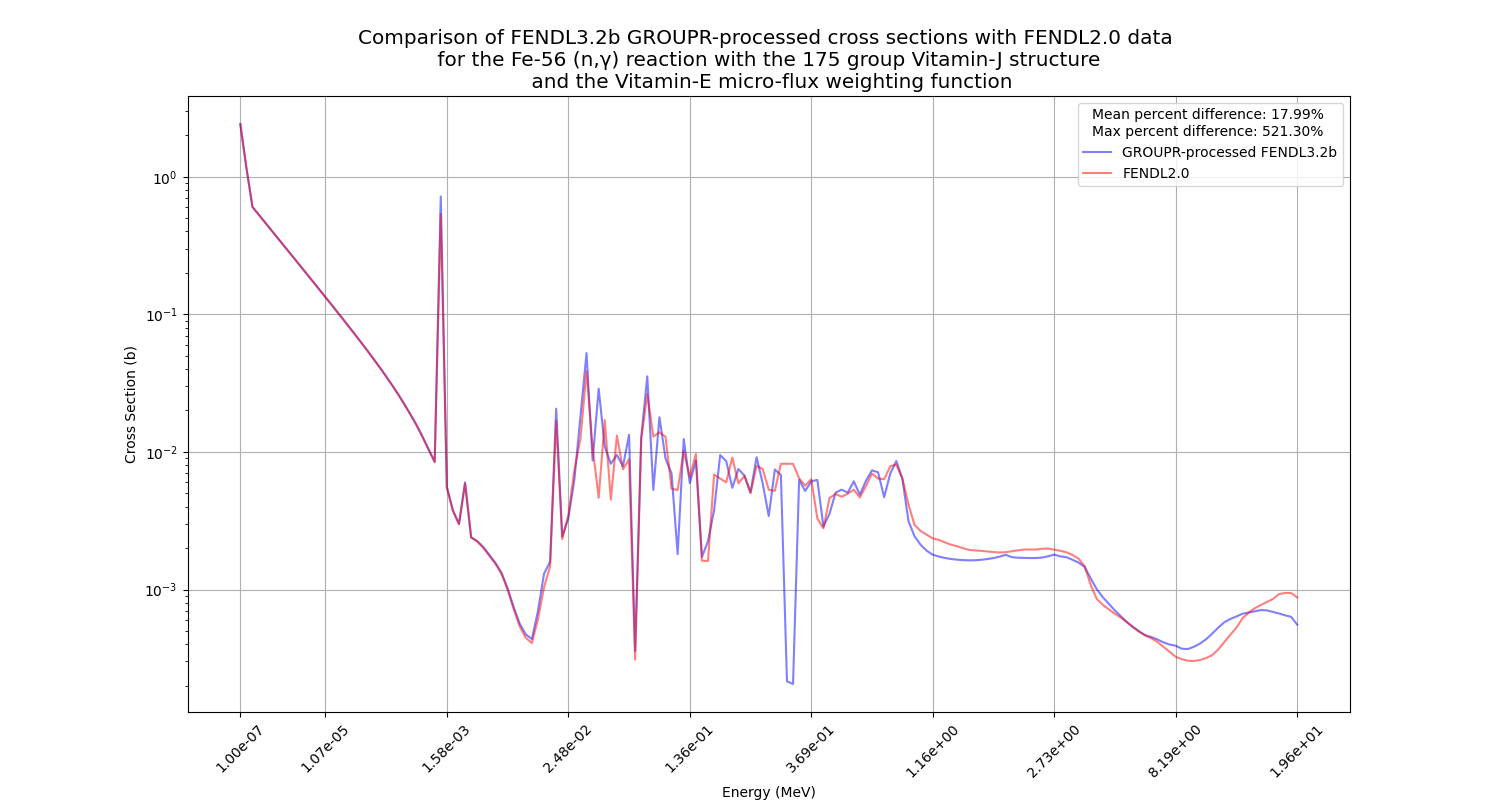 Comparison of FENDL3.2b GROUPR-processed cross sections with FENDL2.0 data
for the Fe-56 (n,γ) reaction with the 175 group Vitamin-J structure
and the Vitamin-E micro-flux weighting function
Mean percent difference: 17.99%
Max percent difference: 521.30%
GROUPR-processed FENDL3.2b
FENDL2.0
Cross Section (b)
10⁰
10⁻¹
10⁻²
10⁻³
1.00e-07
1.07e-05
1.58e-03
2.48e-02
1.36e-01
3.69e-01
1.16e+00
2.73e+00
8.19e+00
1.96e+01
Energy (MeV)